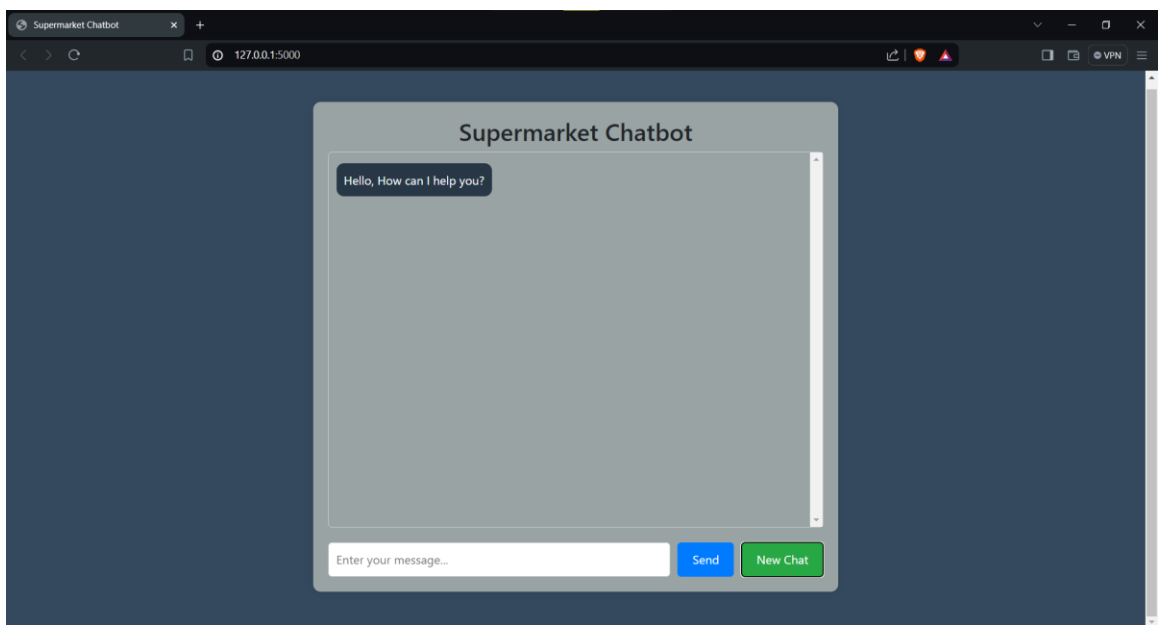 Supermarket Chatbot
127.0.0.1:5000
VPN
Supermarket Chatbot
Hello, How can I help you?
Enter your message...
Send
New Chat